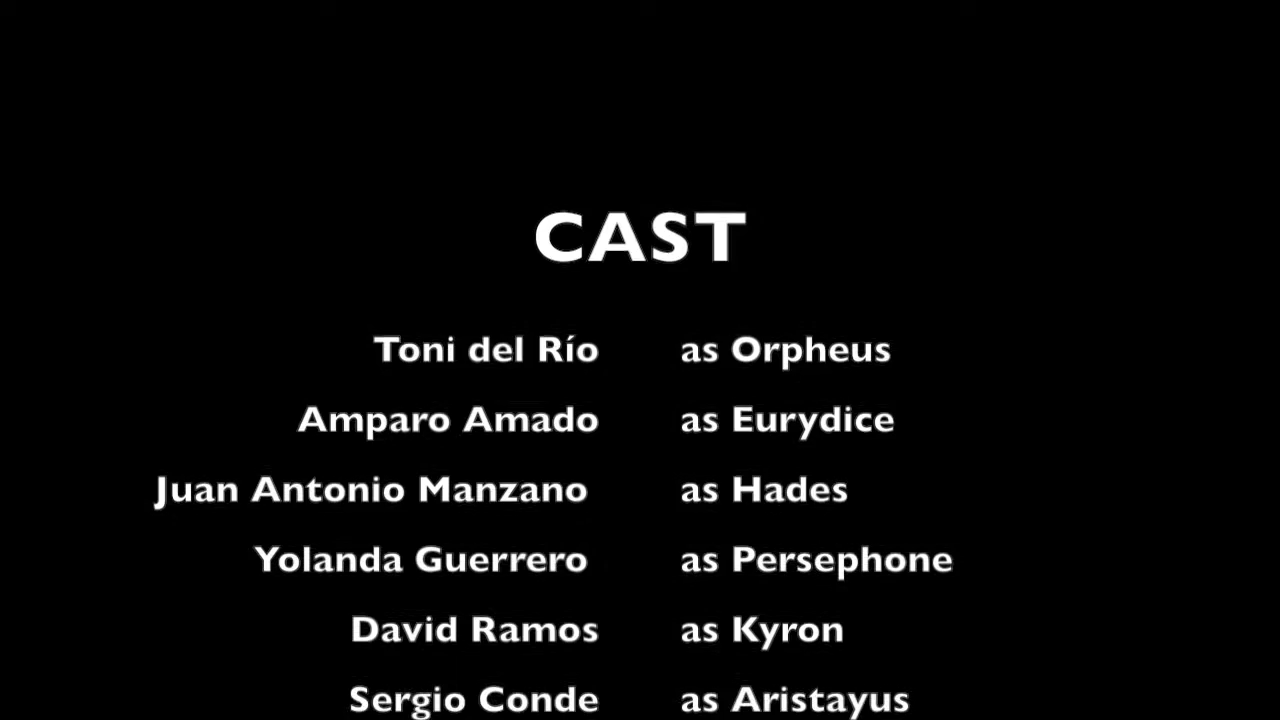 CAST
Toni del Río as Orpheus
Amparo Amado as Eurydice
Juan Antonio Manzano as Hades
Yolanda Guerrero as Persephone
David Ramos as Kyron
Sergio Conde as Aristayus